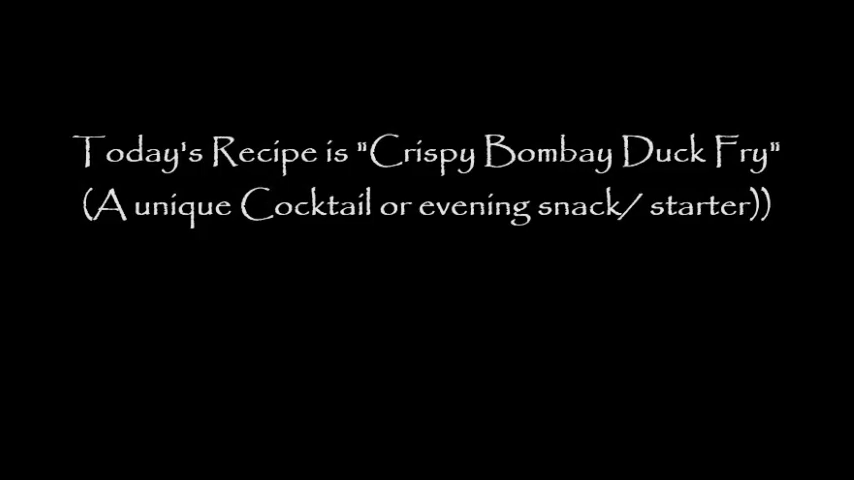 Today's Recipe is "Crispy Bombay Duck Fry"
(A unique Cocktail or evening snack/ starter))